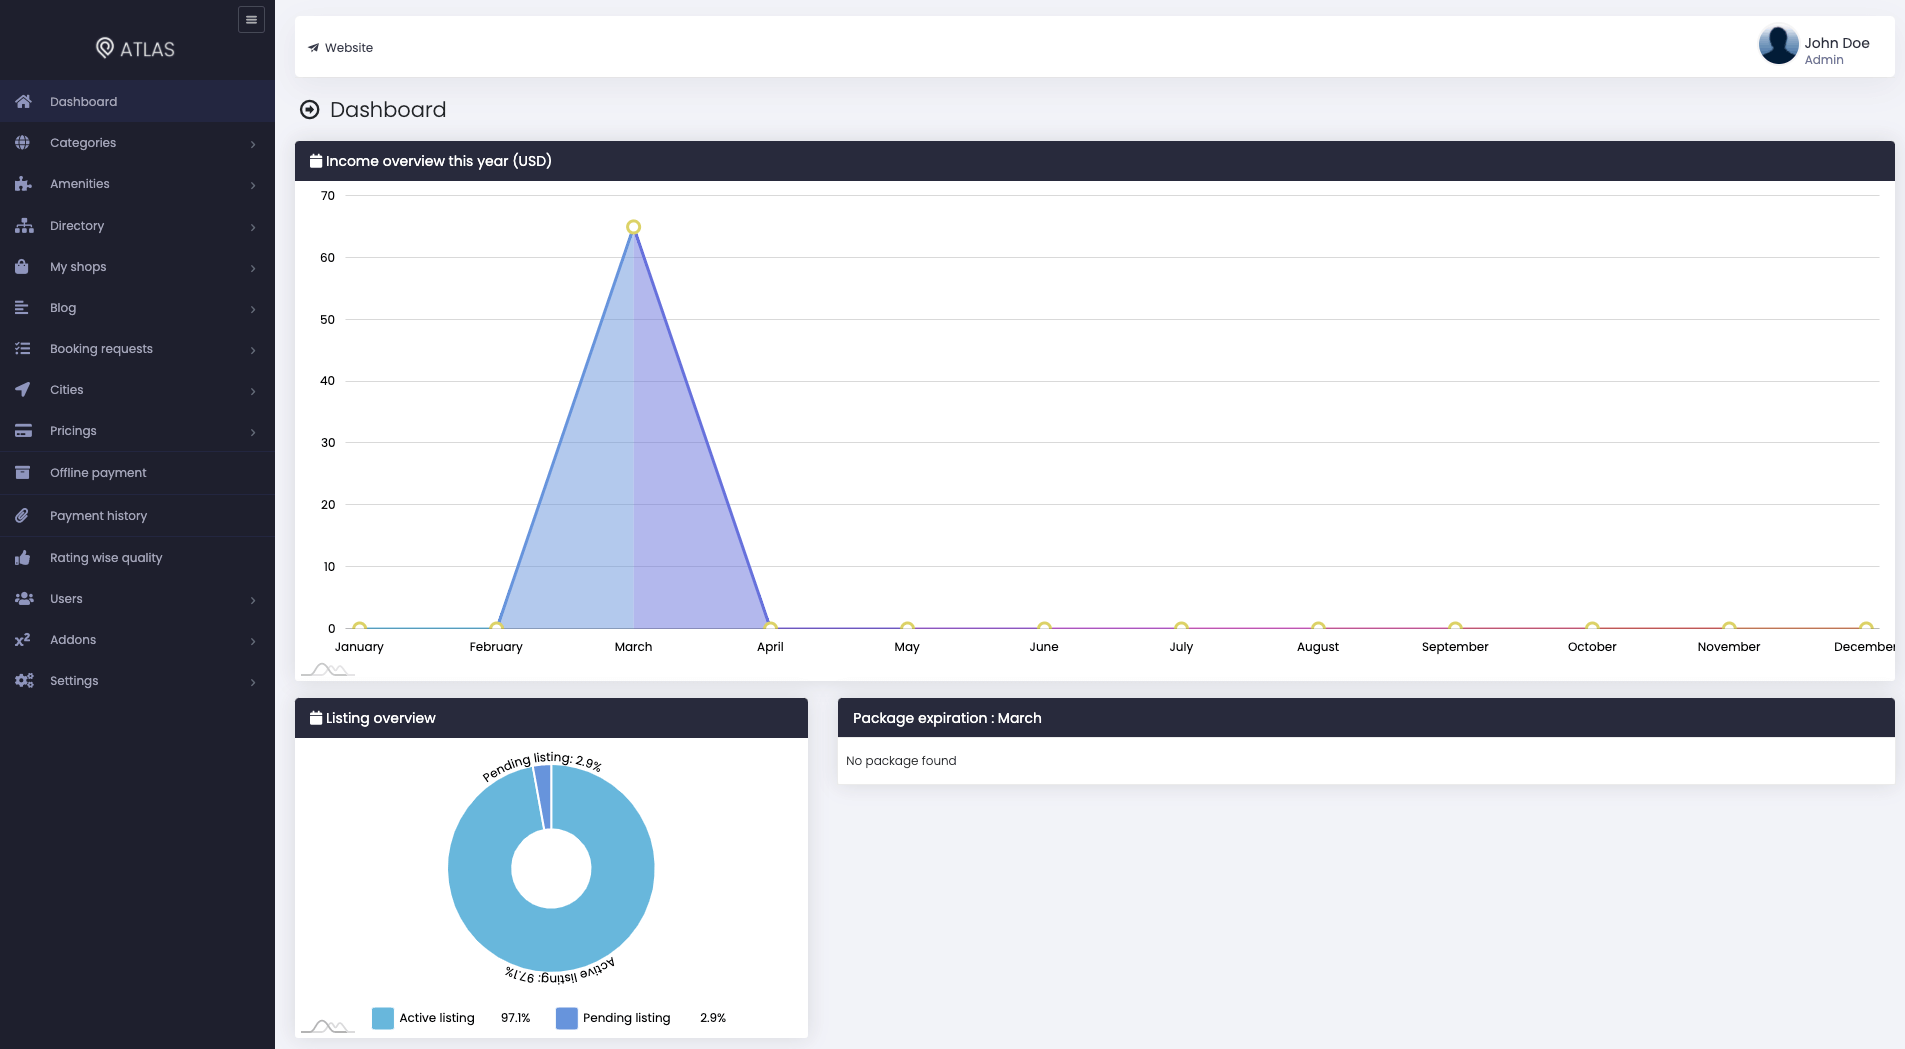 ATLAS
Dashboard
Categories
Amenities
Directory
My shops
Blog
Booking requests
Cities
Pricings
Offline payment
Payment history
Rating wise quality
Users
x² Addons
Settings
Website
John Doe
Admin
Dashboard
Income overview this year (USD)
70
60
50
40
30
20
10
0
January February March April May June July August September October November December
Listing overview
Pending listing: 2.9%
Active listing: 97.1%
Active listing 97.1% Pending listing 2.9%
Package expiration : March
No package found